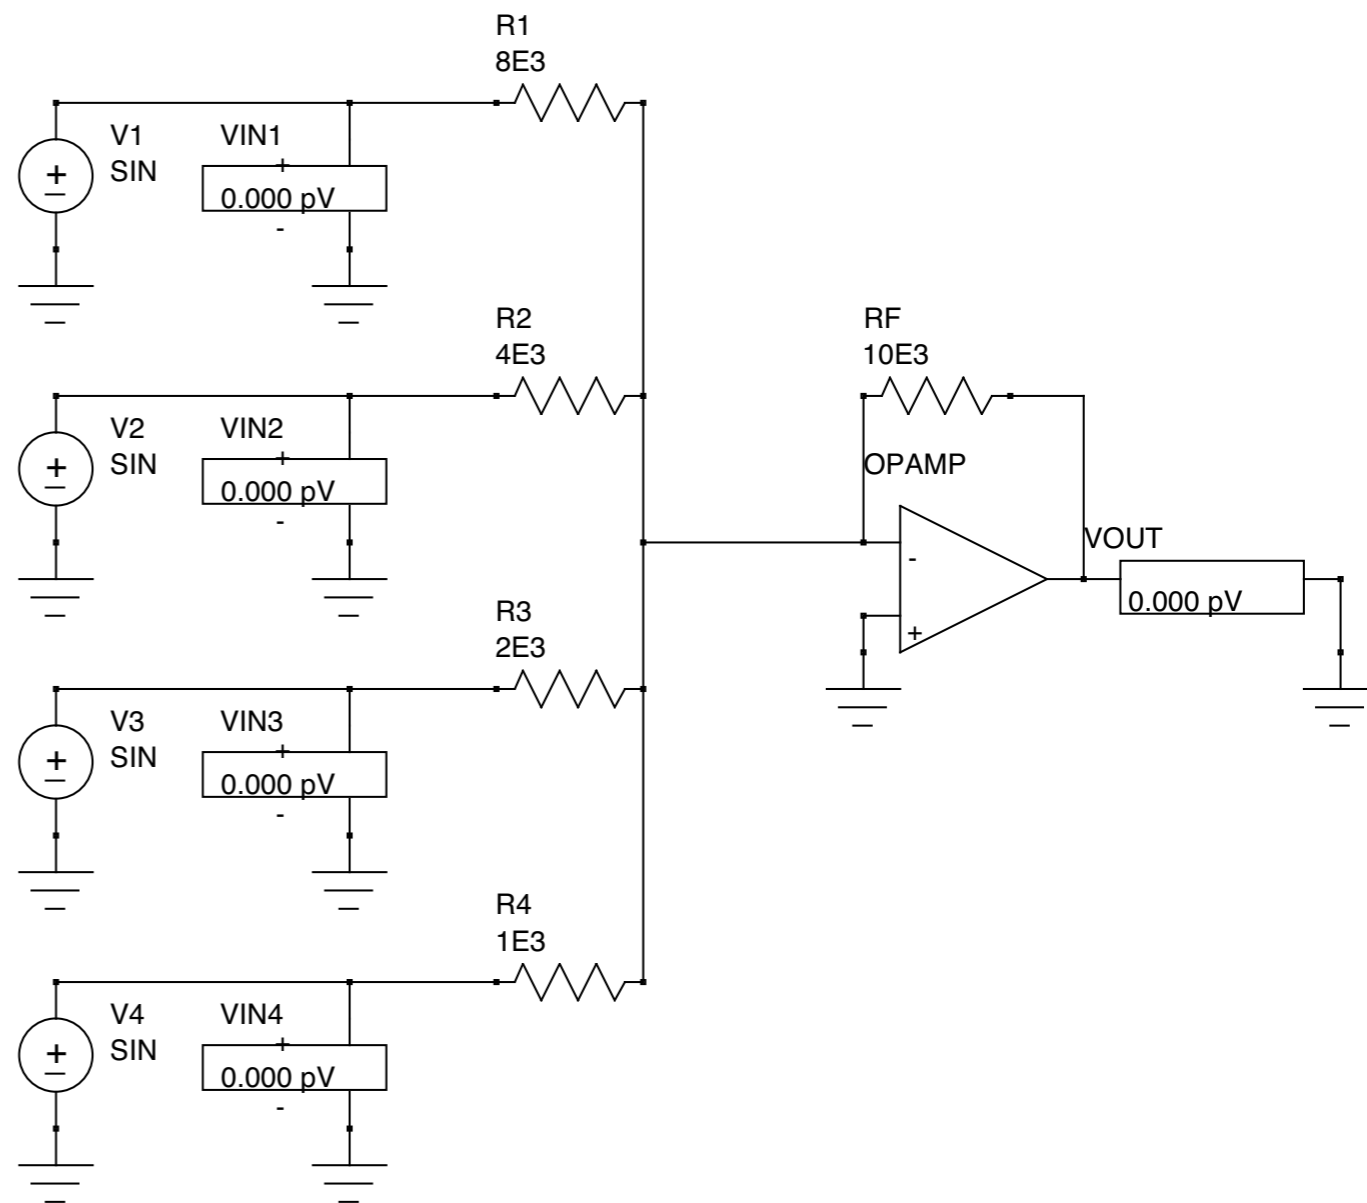 R1
8E3
V1
SIN
VIN1
+
0.000 pV
-
+
R2
4E3
V2
SIN
VIN2
+
0.000 pV
-
+
RF
10E3
OPAMP
-
+
VOUT
0.000 pV
R3
2E3
V3
SIN
VIN3
+
0.000 pV
-
+
R4
1E3
V4
SIN
VIN4
+
0.000 pV
-
+